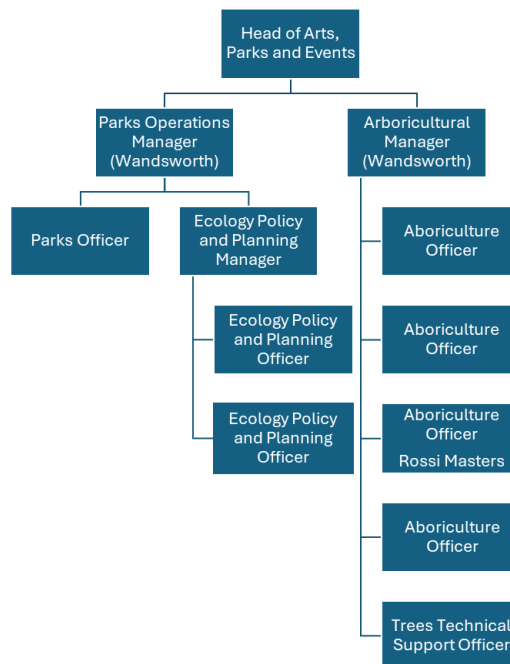 Head of Arts,
Parks and Events
Parks Operations
Manager
(Wandsworth)
Arboricultural
Manager
(Wandsworth)
Parks Officer
Ecology Policy
and Planning
Manager
Ecology Policy
and Planning
Officer
Ecology Policy
and Planning
Officer
Aboriculture
Officer
Aboriculture
Officer
Aboriculture
Officer
Rossi Masters
Aboriculture
Officer
Trees Technical
Support Officer